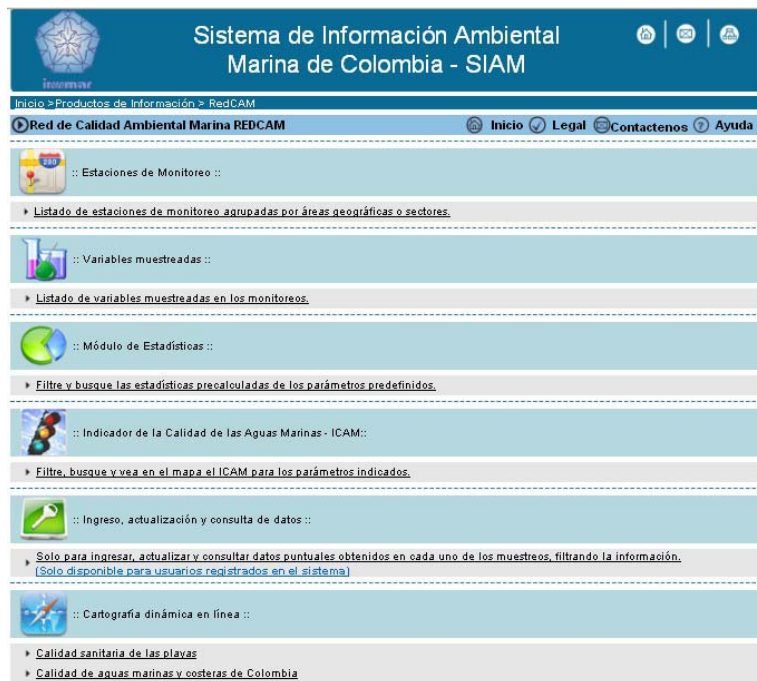 Sistema de Información Ambiental
Marina de Colombia - SIAM
invemar
Inicio >Productos de Información > RedCAM
Red de Calidad Ambiental Marina REDCAM Inicio Legal Contactenos Ayuda
:: Estaciones de Monitoreo ::
Listado de estaciones de monitoreo agrupadas por áreas geográficas o sectores.
:: Variables muestreadas ::
Listado de variables muestreadas en los monitoreos.
:: Módulo de Estadísticas ::
Filtre y busque las estadísticas precalculadas de los parámetros predefinidos.
:: Indicador de la Calidad de las Aguas Marinas - ICAM::
Filtre, busque y vea en el mapa el ICAM para los parámetros indicados.
:: Ingreso, actualización y consulta de datos ::
Solo para ingresar, actualizar y consultar datos puntuales obtenidos en cada uno de los muestreos, filtrando la información.
(Solo disponible para usuarios registrados en el sistema)
:: Cartografía dinámica en línea ::
Calidad sanitaria de las playas
Calidad de aguas marinas y costeras de Colombia